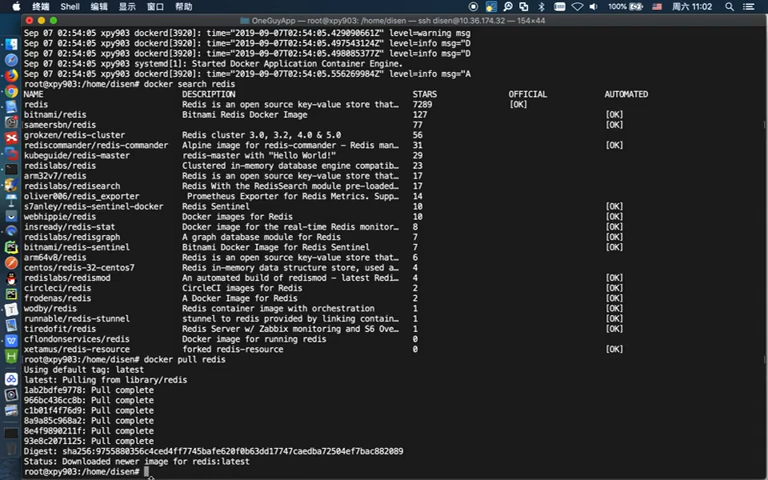 Shell 编辑 显示 窗口 帮助 100% 周六 11:02
OneGuyApp — root@xpy903: /home/disen — ssh disen@10.36.174.32 — 154×44
Sep 07 02:54:05 xpy903 dockerd[3920]: time="2019-09-07T02:54:05.429090661Z" level=warning msg
Sep 07 02:54:05 xpy903 dockerd[3920]: time="2019-09-07T02:54:05.497543124Z" level=info msg="D
Sep 07 02:54:05 xpy903 dockerd[3920]: time="2019-09-07T02:54:05.498085377Z" level=info msg="D
Sep 07 02:54:05 xpy903 systemd[1]: Started Docker Application Container Engine.
Sep 07 02:54:05 xpy903 dockerd[3920]: time="2019-09-07T02:54:05.556269984Z" level=info msg="A
root@xpy903:/home/disen# docker search redis
NAME DESCRIPTION STARS OFFICIAL AUTOMATED
redis Redis is an open source key-value store that… 7289 [OK]
bitnami/redis Bitnami Redis Docker Image 127 [OK]
sameersbn/redis 77 [OK]
grokzen/redis-cluster Redis cluster 3.0, 3.2, 4.0 & 5.0 56
rediscommander/redis-commander Alpine image for redis-commander - Redis man… 31 [OK]
kubeguide/redis-master redis-master with "Hello World!" 29
redislabs/redis Clustered in-memory database engine compatib… 23
arm32v7/redis Redis is an open source key-value store that… 17
redislabs/redisearch Redis With the RedisSearch module pre-loaded… 17
oliver006/redis_exporter Prometheus Exporter for Redis Metrics. Supp… 14
s7anley/redis-sentinel-docker Redis Sentinel 10 [OK]
webhippie/redis Docker images for Redis 10 [OK]
insready/redis-stat Docker image for the real-time Redis monitor… 8 [OK]
redislabs/redisgraph A graph database module for Redis 7 [OK]
bitnami/redis-sentinel Bitnami Docker Image for Redis Sentinel 7 [OK]
arm64v8/redis Redis is an open source key-value store that… 6
centos/redis-32-centos7 Redis in-memory data structure store, used a… 4
redislabs/redismod An automated build of redismod - latest Redi… 4 [OK]
circleci/redis CircleCI images for Redis 2 [OK]
frodenas/redis A Docker Image for Redis 2 [OK]
wodby/redis Redis container image with orchestration 1 [OK]
runnable/redis-stunnel stunnel to redis provided by linking contain… 1 [OK]
tiredofit/redis Redis Server w/ Zabbix monitoring and S6 Ove… 1 [OK]
cflondonservices/redis Docker image for running redis 0
xetamus/redis-resource forked redis-resource 0 [OK]
root@xpy903:/home/disen# docker pull redis
Using default tag: latest
latest: Pulling from library/redis
1ab2bdfe9778: Pull complete
966bc436cc8b: Pull complete
c1b01f4f76d9: Pull complete
8a9a85c968a2: Pull complete
8e4f9890211f: Pull complete
93e8c2071125: Pull complete
Digest: sha256:9755880356c4ced4ff7745bafe620f0b63dd17747caedba72504ef7bac882089
Status: Downloaded newer image for redis:latest
root@xpy903:/home/disen#